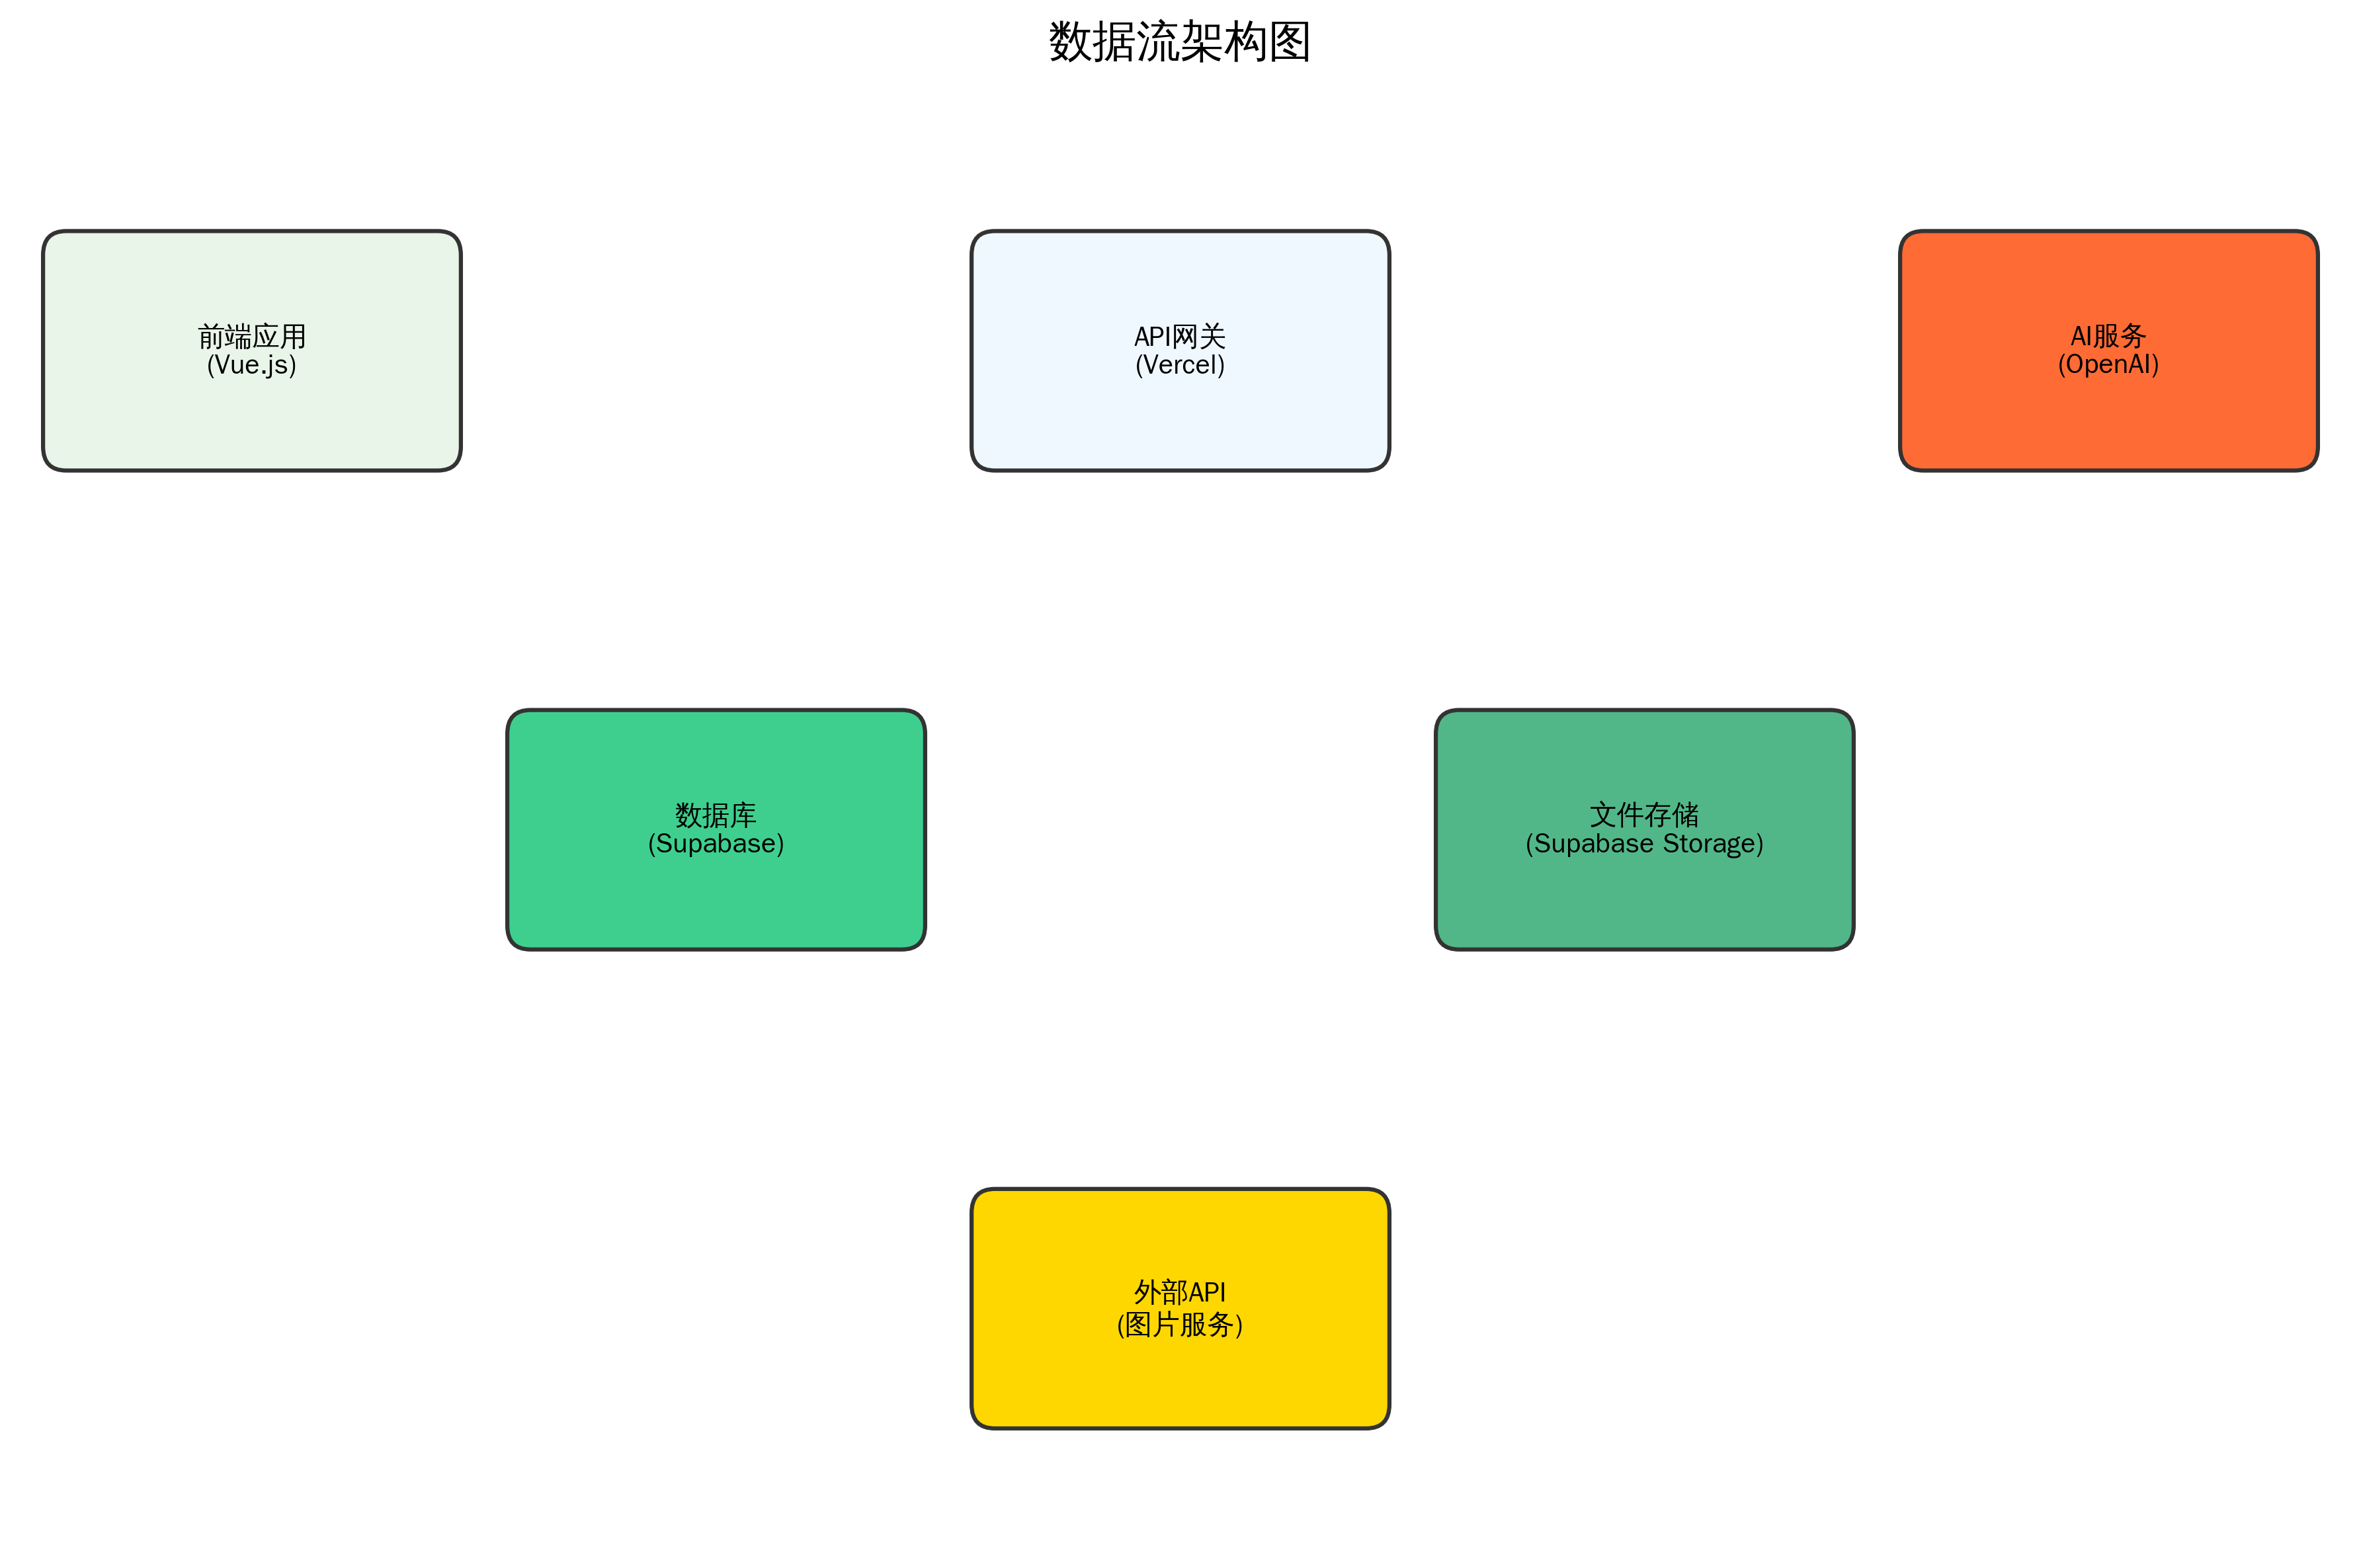 数据流架构图
前端应用
(Vue.js)
API网关
(Vercel)
AI服务
(OpenAI)
数据库
(Supabase)
文件存储
(Supabase Storage)
外部API
(图片服务)